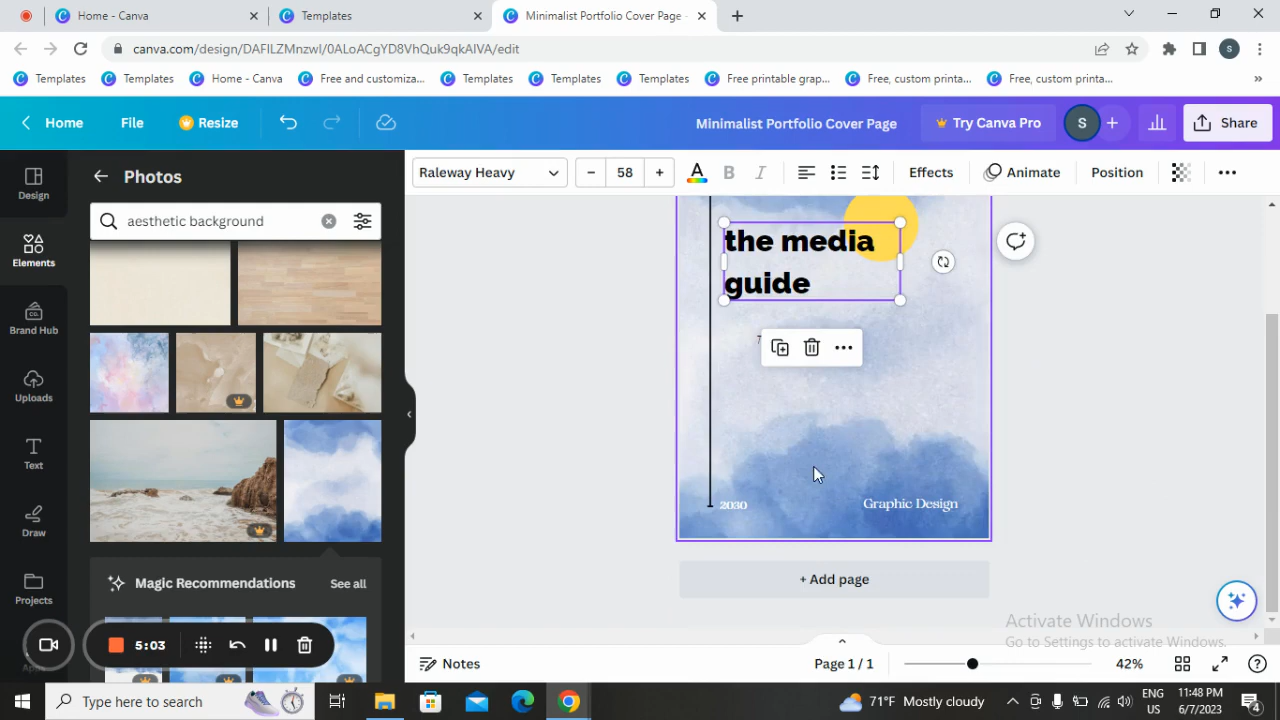 Home - Canva
Templates
Minimalist Portfolio Cover Page -
canva.com/design/DAFlLZMnzwI/0ALoACgYD8VhQuk9qkAIVA/edit
S
Templates
Templates
Home - Canva
Free and customiza...
Templates
Templates
Templates
Free printable grap...
Free, custom printa...
Free, custom printa...
»
Home
File
Resize
Minimalist Portfolio Cover Page
Try Canva Pro
S
+
Share
Design
Elements
CO.
Brand Hub
Uploads
Text
Draw
Projects
Apps
Photos
aesthetic background
Magic Recommendations
See all
5:03
Raleway Heavy
– 58 +
A
B
I
Effects
Animate
Position
the media
guide
2030
Graphic Design
+ Add page
Activate Windows
Go to Settings to activate Windows.
Notes
Page 1 / 1
42%
Type here to search
71°F Mostly cloudy
ENG
US
11:48 PM
6/7/2023
4